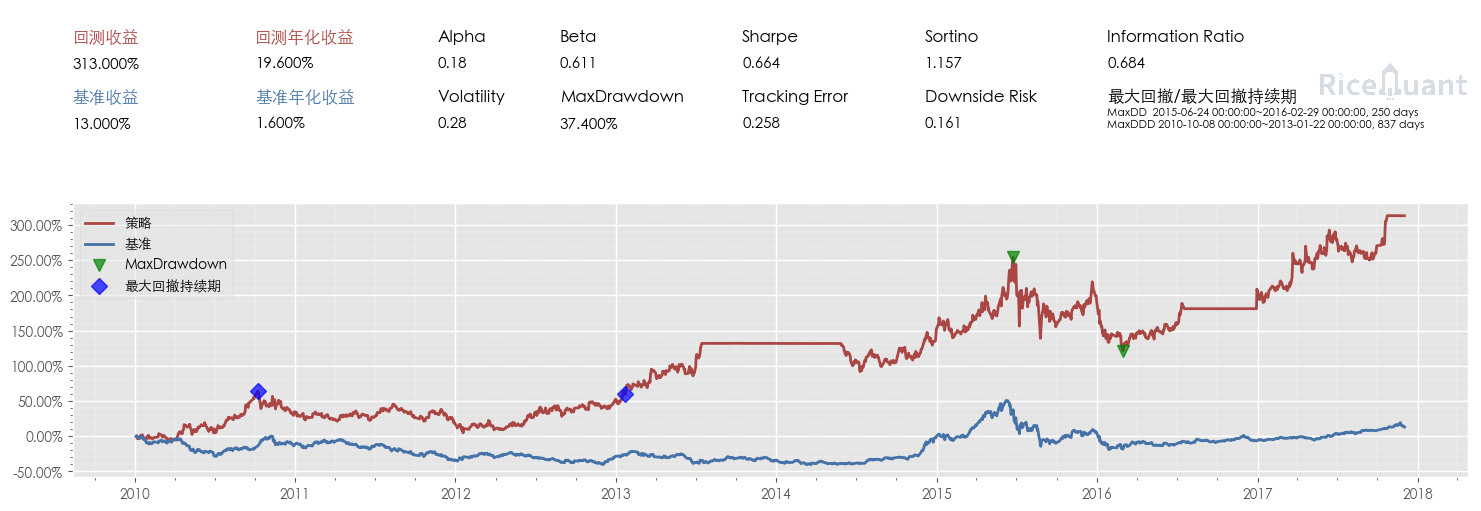 回测收益 回测年化收益 Alpha Beta Sharpe Sortino Information Ratio
313.000% 19.600% 0.18 0.611 0.664 1.157 0.684
RiceQuant
基准收益 基准年化收益 Volatility MaxDrawdown Tracking Error Downside Risk 最大回撤/最大回撤持续期
13.000% 1.600% 0.28 37.400% 0.258 0.161
MaxDD 2015-06-24 00:00:00~2016-02-29 00:00:00, 250 days
MaxDDD 2010-10-08 00:00:00~2013-01-22 00:00:00, 837 days
策略
基准
MaxDrawdown
最大回撤持续期
300.00%
250.00%
200.00%
150.00%
100.00%
50.00%
0.00%
-50.00%
2010 2011 2012 2013 2014 2015 2016 2017 2018